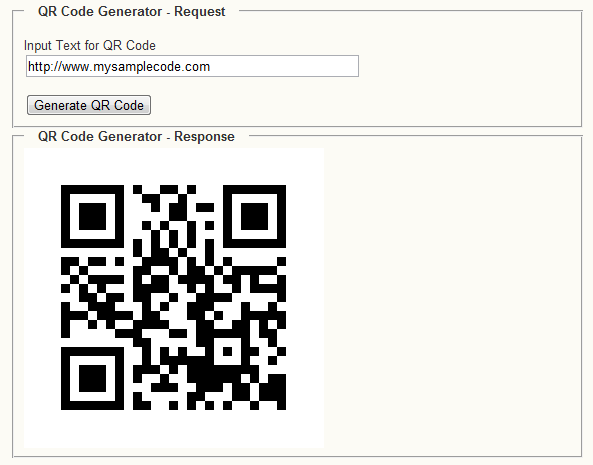 QR Code Generator - Request
Input Text for QR Code
http://www.mysamplecode.com
Generate QR Code
QR Code Generator - Response